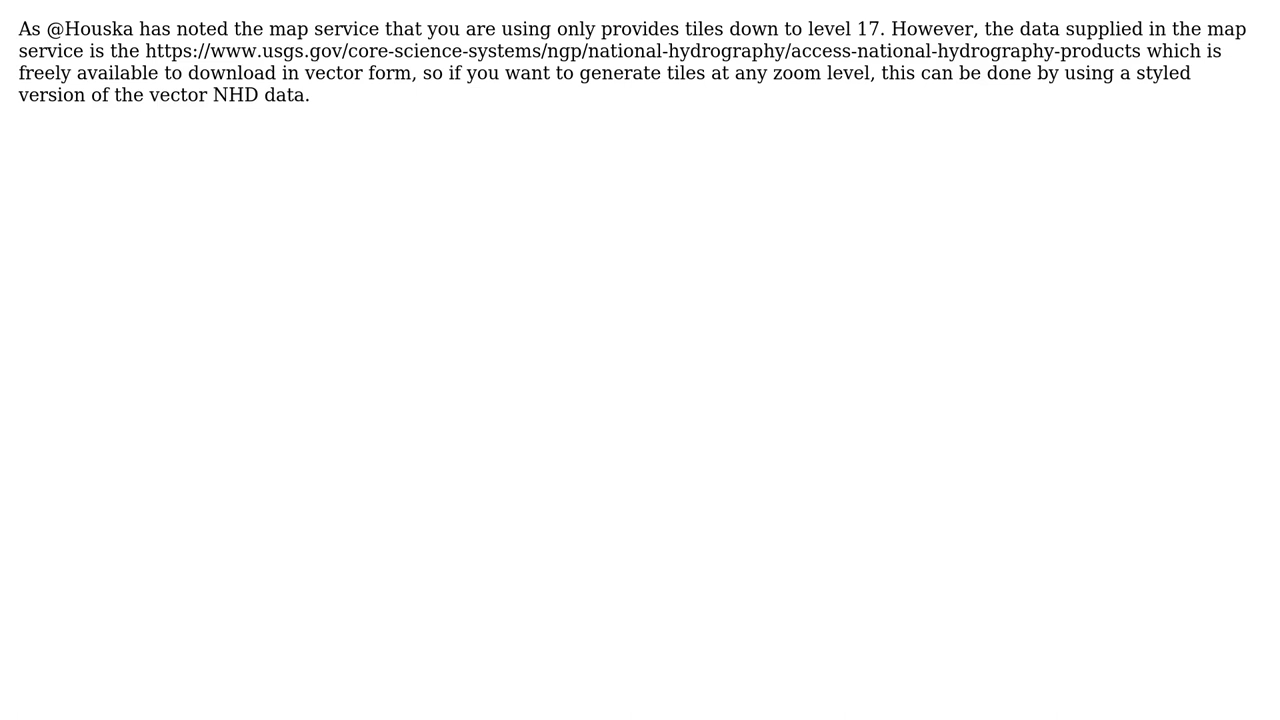 As @Houska has noted the map service that you are using only provides tiles down to level 17. However, the data supplied in the map
service is the https://www.usgs.gov/core-science-systems/ngp/national-hydrography/access-national-hydrography-products which is
freely available to download in vector form, so if you want to generate tiles at any zoom level, this can be done by using a styled
version of the vector NHD data.